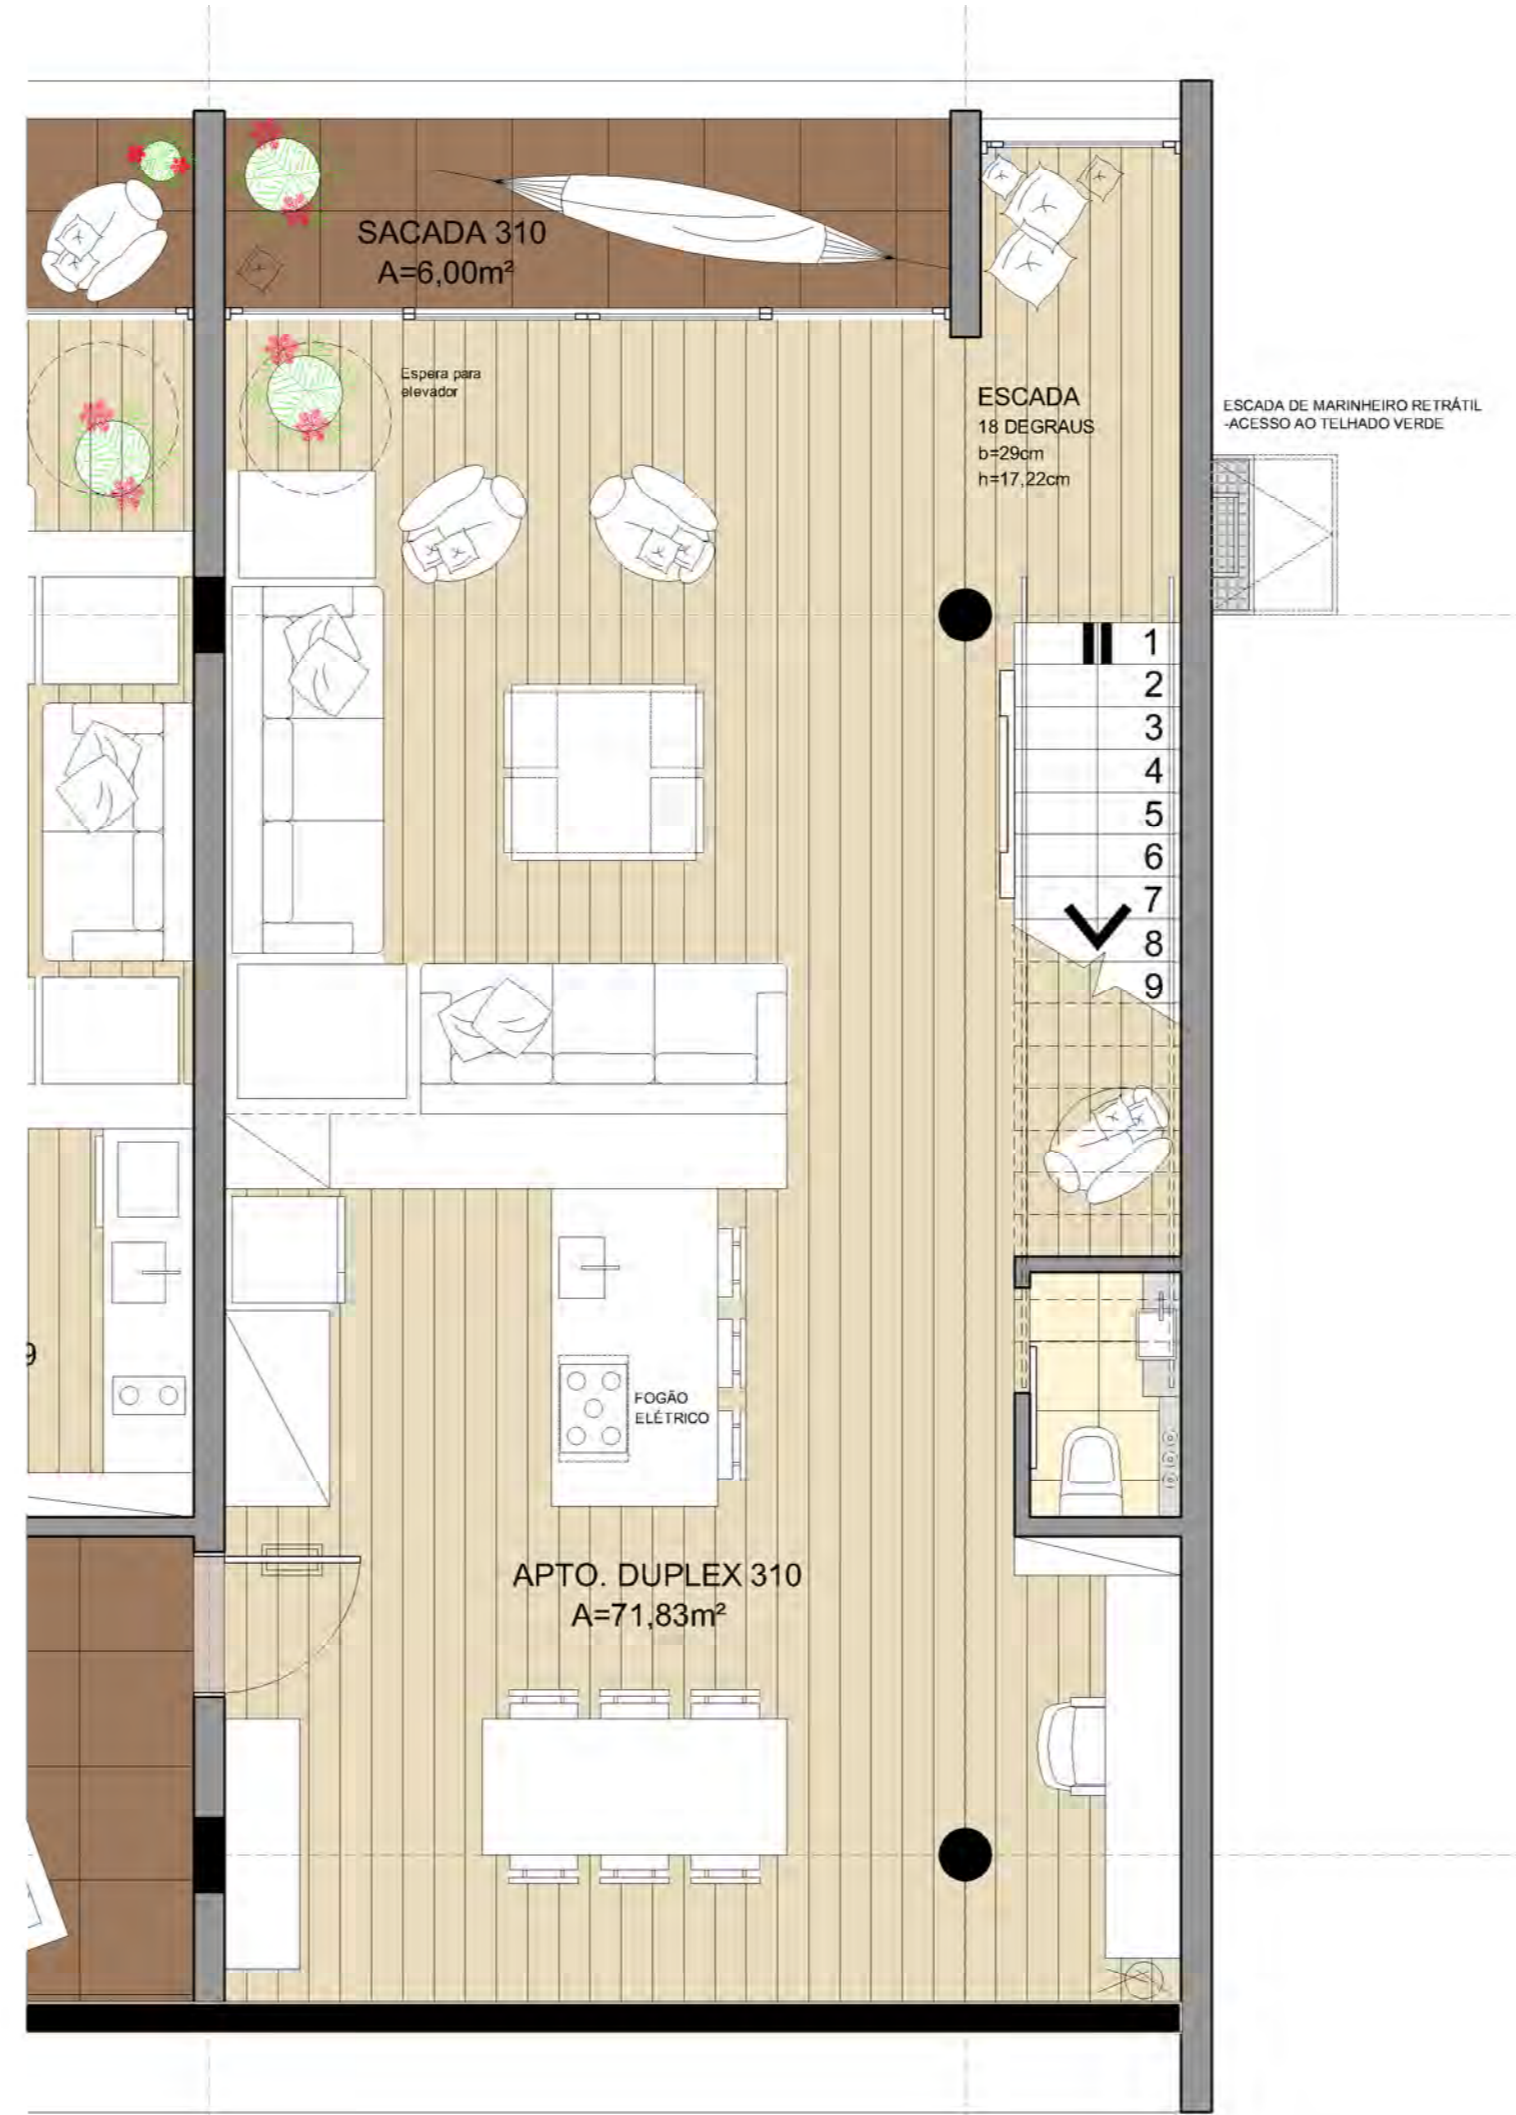 SACADA 310
A=6,00m²
Espera para
elevador
ESCADA
18 DEGRAUS
b=29cm
h=17,22cm
ESCADA DE MARINHEIRO RETRÁTIL
-ACESSO AO TELHADO VERDE
1
2
3
4
5
6
7
8
9
9
FOGÃO
ELÉTRICO
APTO. DUPLEX 310
A=71,83m²